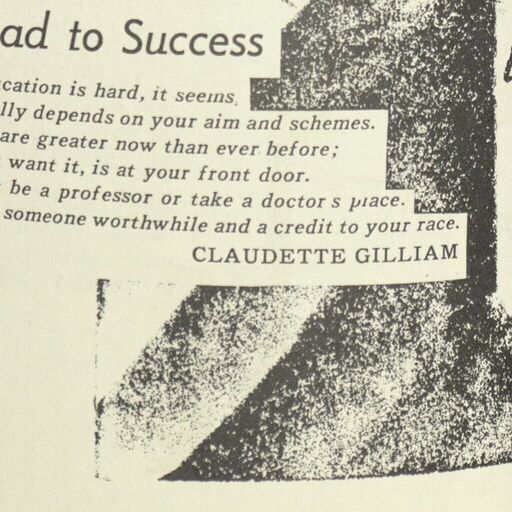 ad to Success
cation is hard, it seems,
lly depends on your aim and schemes.
are greater now than ever before;
want it, is at your front door.
be a professor or take a doctor s place.
someone worthwhile and a credit to your race.
CLAUDETTE GILLIAM